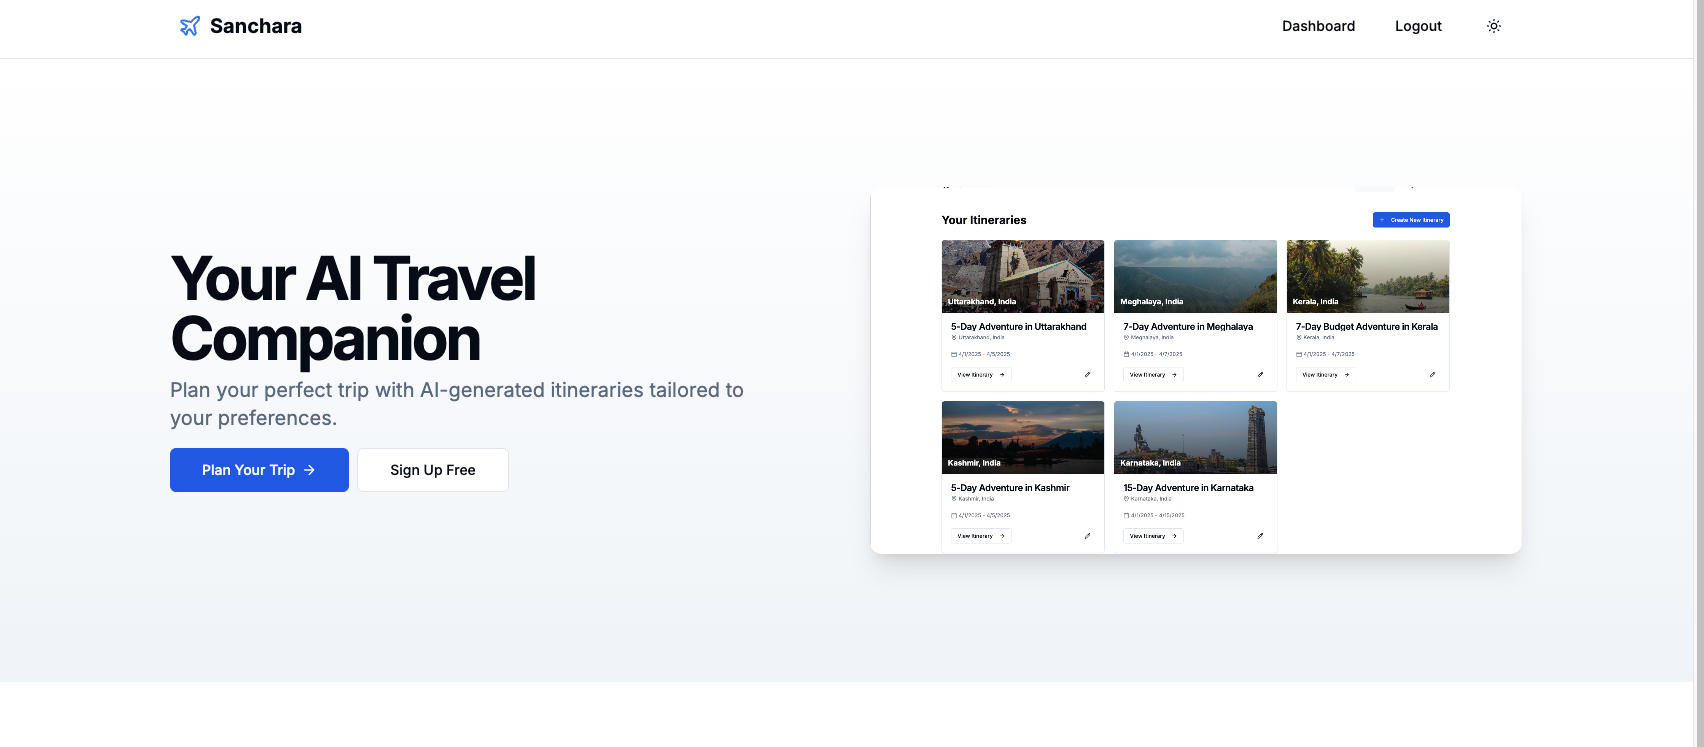 Sanchara
Dashboard
Logout
Your AI Travel
Companion
Plan your perfect trip with AI-generated itineraries tailored to
your preferences.
Plan Your Trip
Sign Up Free
Your Itineraries
Create New Itinerary
Uttarakhand, India
5-Day Adventure in Uttarakhand
Uttarakhand, India
4/1/2025 - 4/5/2025
View Itinerary
Meghalaya, India
7-Day Adventure in Meghalaya
Meghalaya, India
4/1/2025 - 4/7/2025
View Itinerary
Kerala, India
7-Day Budget Adventure in Kerala
Kerala, India
4/1/2025 - 4/7/2025
View Itinerary
Kashmir, India
5-Day Adventure in Kashmir
Kashmir, India
4/1/2025 - 4/5/2025
View Itinerary
Karnataka, India
15-Day Adventure in Karnataka
Karnataka, India
4/1/2025 - 4/15/2025
View Itinerary